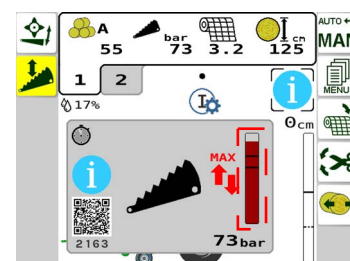 AUTO
A bar cm
55 73 3.2 125
MAN
1 2
MENU
17%
0cm
MAX
2163
73bar